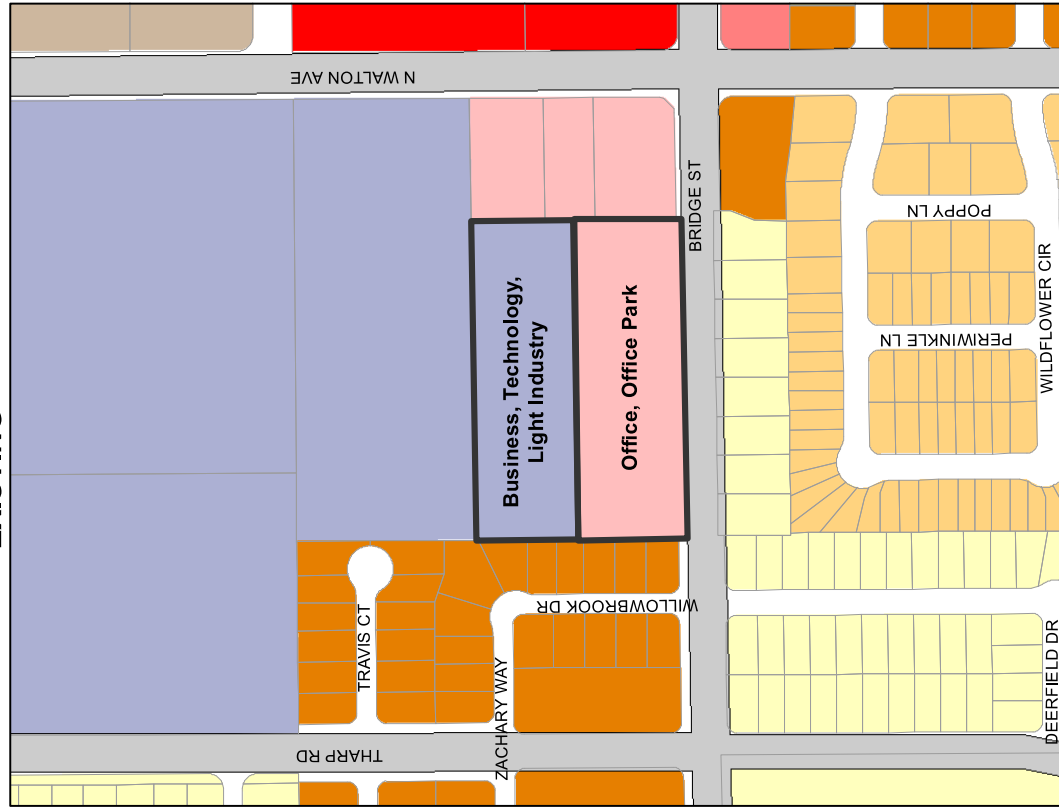 N WALTON AVE
BRIDGE ST
POPPY LN
WILDFLOWER CIR
PERIWINKLE LN
Business, Technology,
Light Industry
Office, Office Park
WILLOWBROOK DR
TRAVIS CT
ZACHARY WAY
DEERFIELD DR
THARP RD